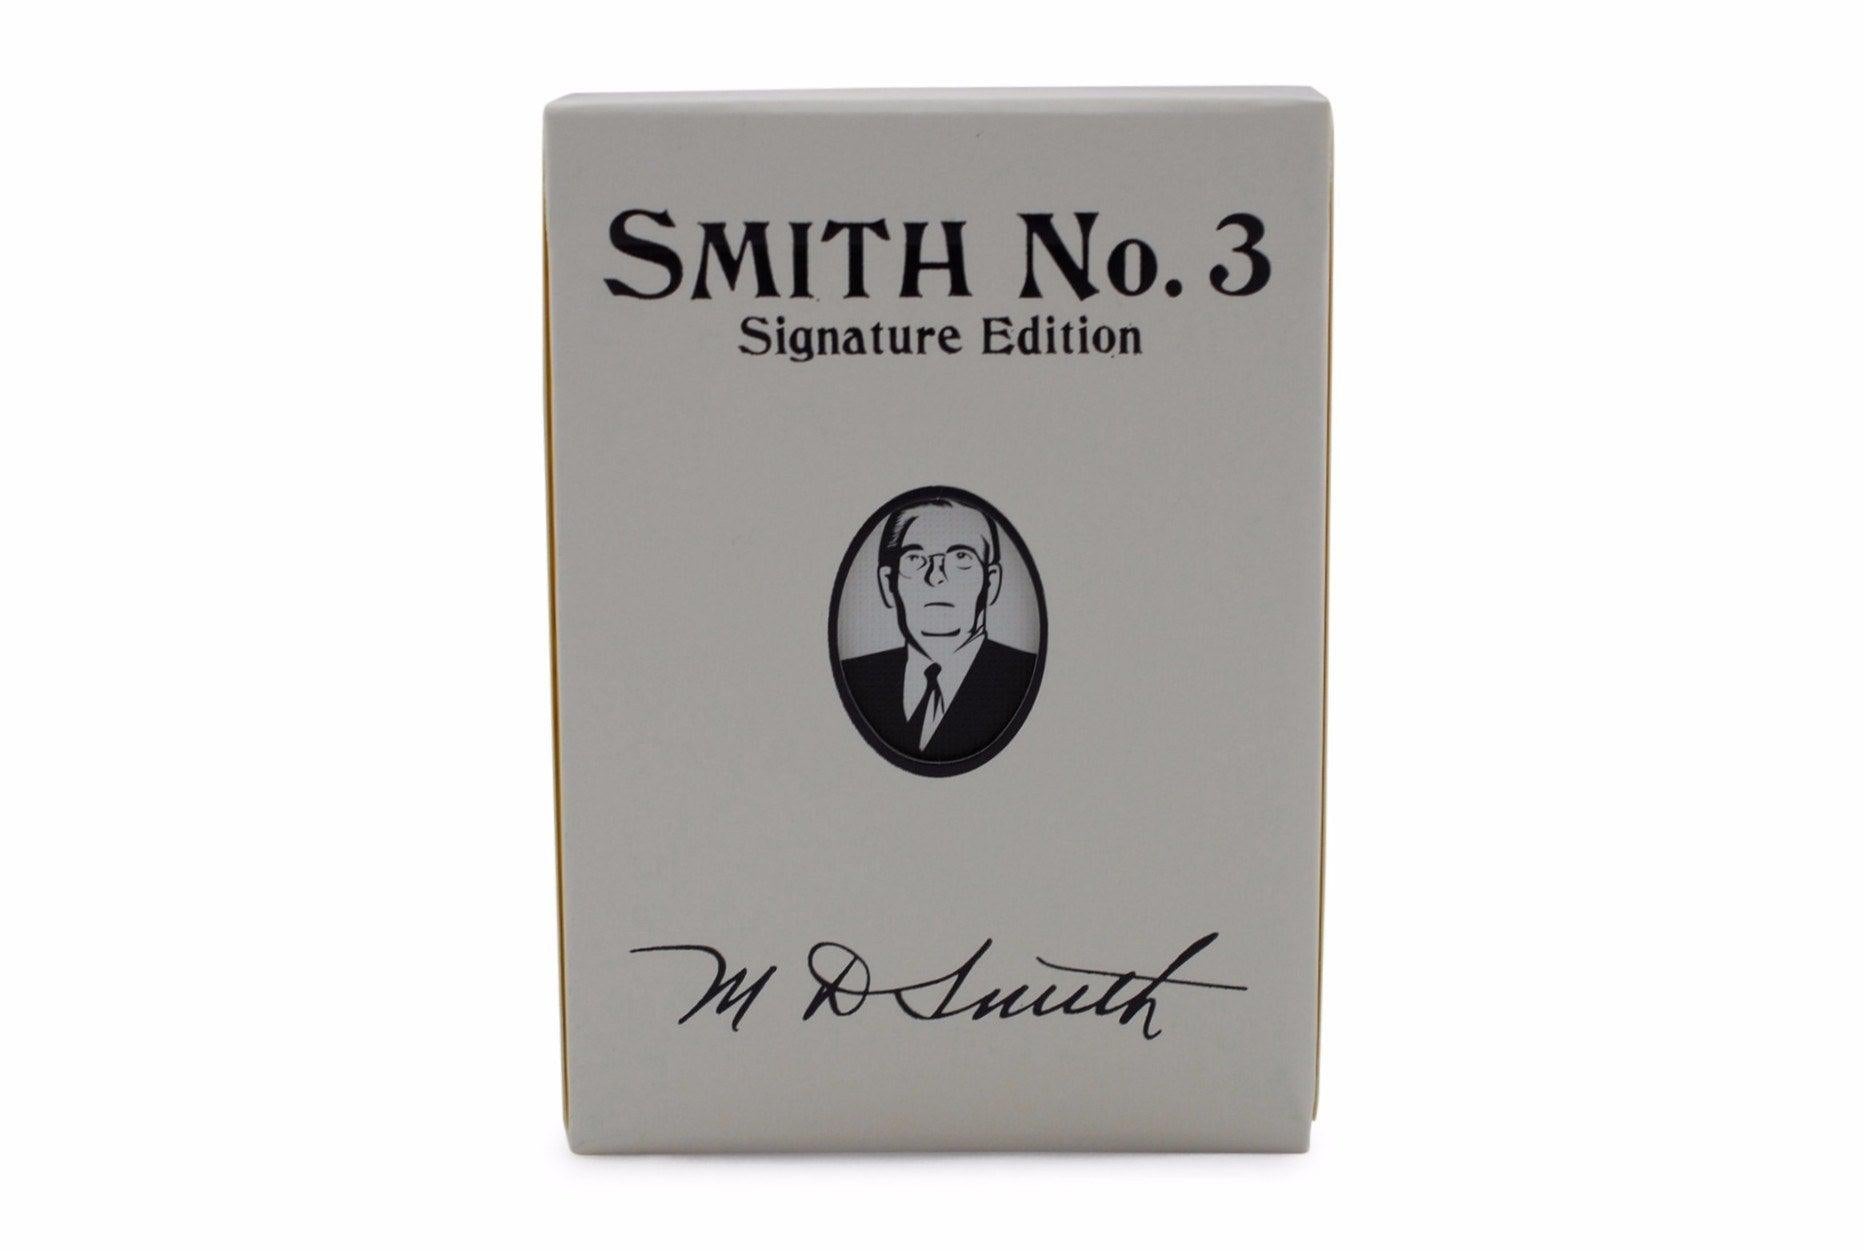 SMITH No. 3
Signature Edition
M D Smith